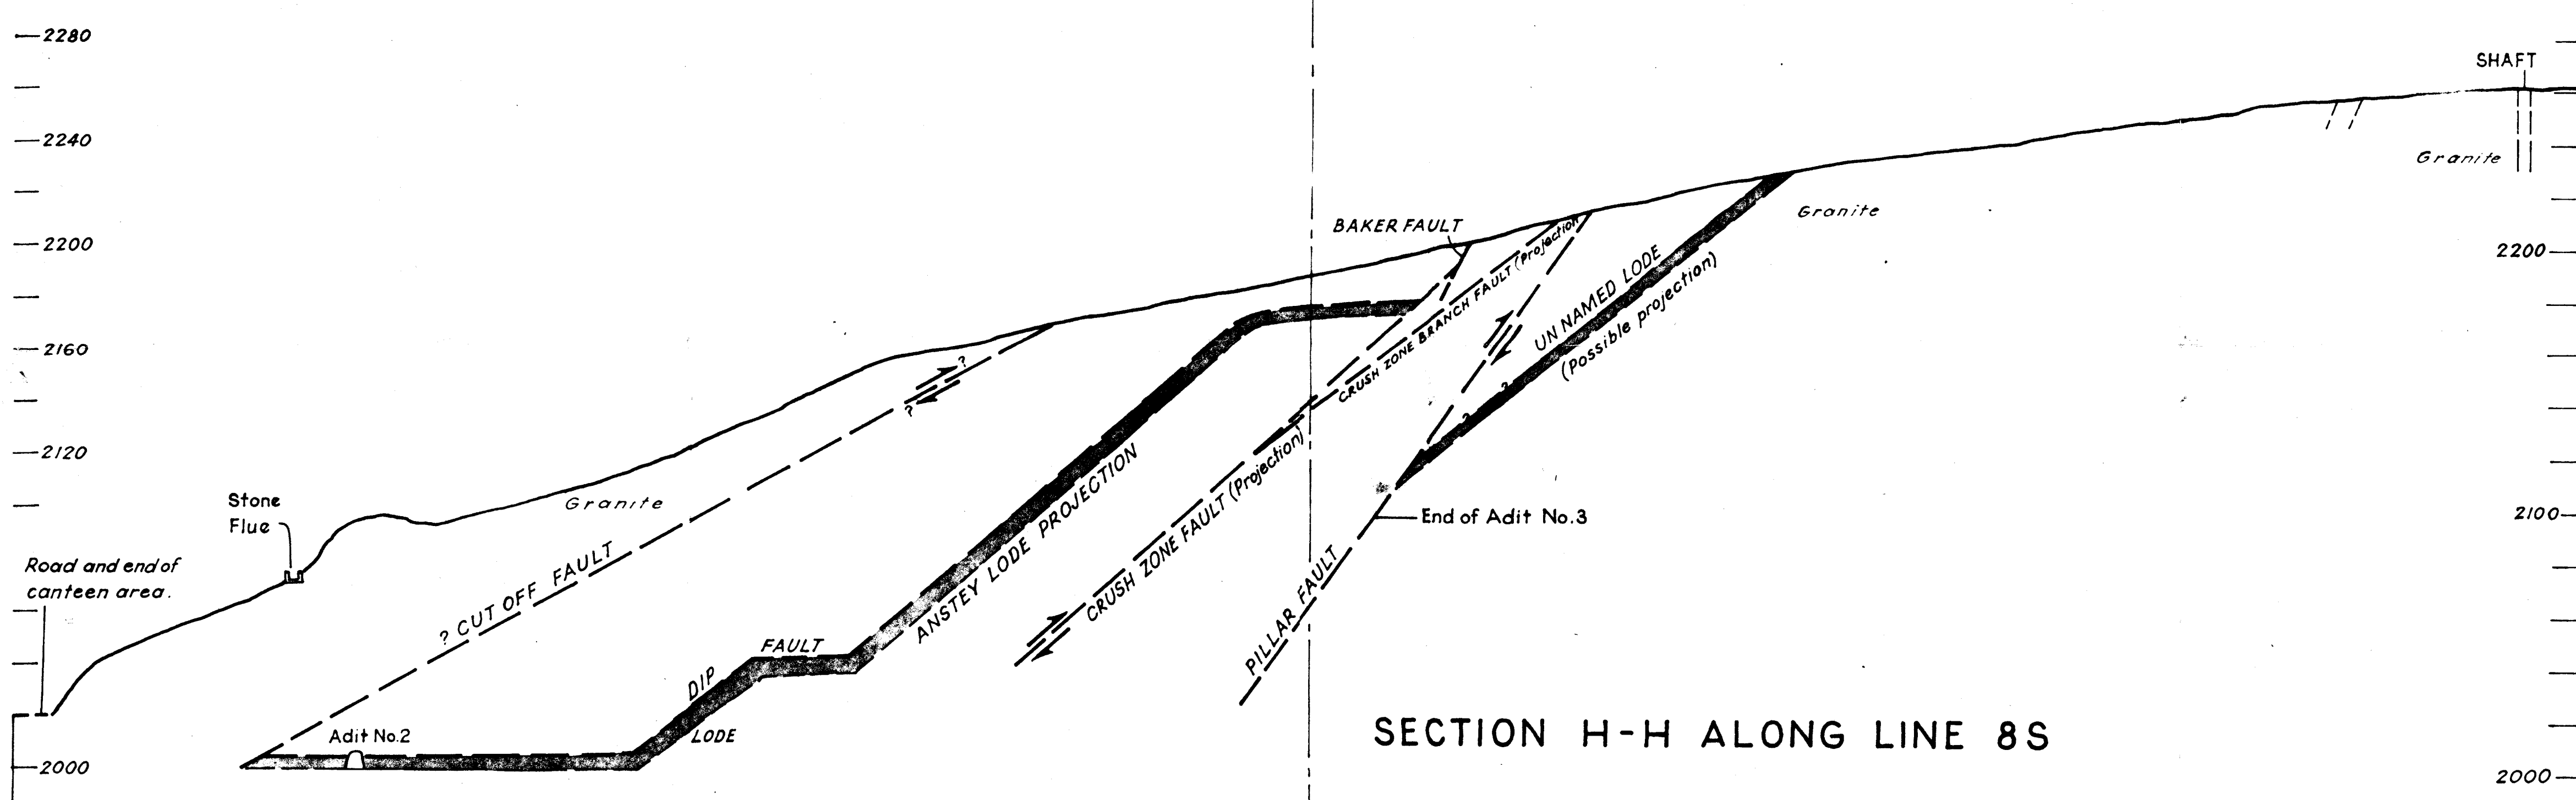 2280
2240
2200
2160
2120
2000
Stone
Flue
Road and end of
canteen area.
Granite
? CUT OFF FAULT
?
?
Adit No.2
DIP
FAULT
LODE
ANSTEY LODE PROJECTION
CRUSH ZONE FAULT (Projection)
BAKER FAULT
CRUSH ZONE BRANCH FAULT (Projection)
UN NAMED LODE
(Possible projection)
?
?
PILLAR FAULT
End of Adit No.3
Granite
SHAFT
Granite
2200
2100
2000
SECTION H-H ALONG LINE 8S